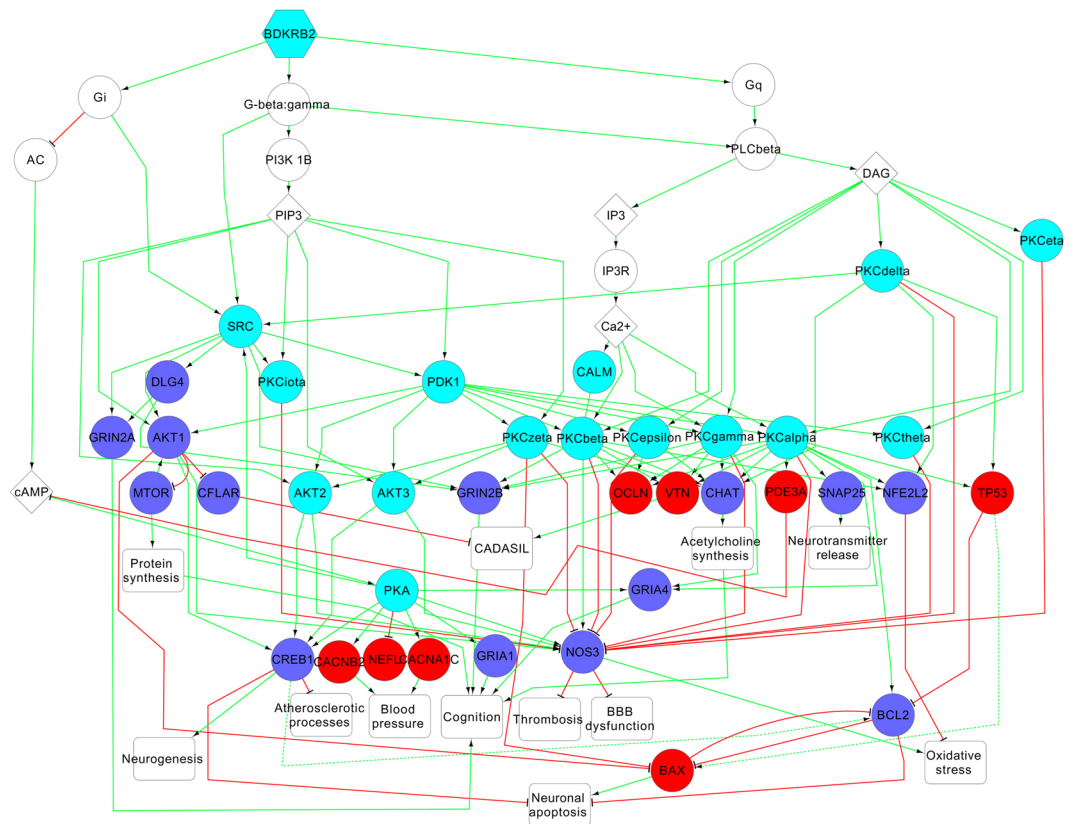 BDKRB2
Gi
G-beta:gamma
Gq
AC
PI3K 1B
PLCbeta
DAG
PIP3
IP3
PKCeta
IP3R
PKCdelta
SRC
Ca2+
DLG4
PKCiota
PDK1
CALM
GRIN2A
AKT1
PKCzeta
PKCbeta
PKCepsilon
PKCgamma
PKCalpha
PKCtheta
cAMP
MTOR
CFLAR
AKT2
AKT3
GRIN2B
OCLN
VTN
CHAT
PDE3A
SNAP25
NFE2L2
TP53
Protein
synthesis
CADASIL
Acetylcholine
synthesis
Neurotransmitter
release
PKA
GRIA4
CREB1
CACNB2
NEFL
CACNA1C
GRIA1
NOS3
Atherosclerotic
processes
Blood
pressure
Cognition
Thrombosis
BBB
dysfunction
BCL2
Neurogenesis
BAX
Oxidative
stress
Neuronal
apoptosis